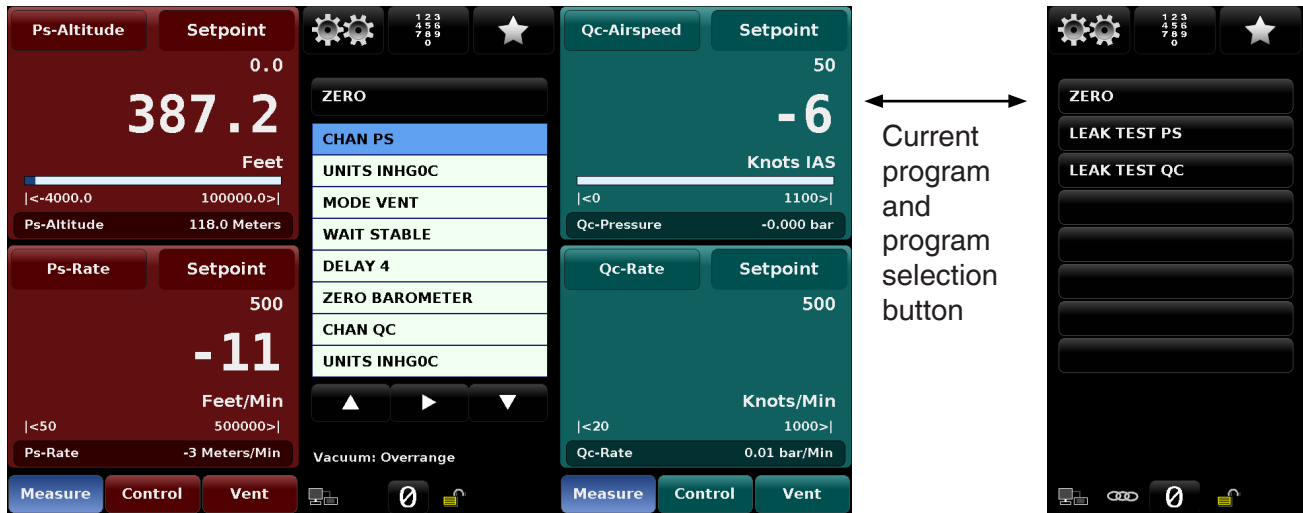 Ps-Altitude Setpoint
0.0
387.2
Feet
|<-4000.0 100000.0>|
Ps-Altitude 118.0 Meters
Ps-Rate Setpoint
500
-11
Feet/Min
|<50 500000>|
Ps-Rate -3 Meters/Min
Measure Control Vent
1 2 3
4 5 6
7 8 9
0
ZERO
CHAN PS
UNITS INHG0C
MODE VENT
WAIT STABLE
DELAY 4
ZERO BAROMETER
CHAN QC
UNITS INHG0C
Vacuum: Overrange
0
Qc-Airspeed Setpoint
50
-6
Knots IAS
|<0 1100>|
Qc-Pressure -0.000 bar
Qc-Rate Setpoint
500
Knots/Min
|<20 1000>|
Qc-Rate 0.01 bar/Min
Measure Control Vent
Current
program
and
program
selection
button
1 2 3
4 5 6
7 8 9
0
ZERO
LEAK TEST PS
LEAK TEST QC
0